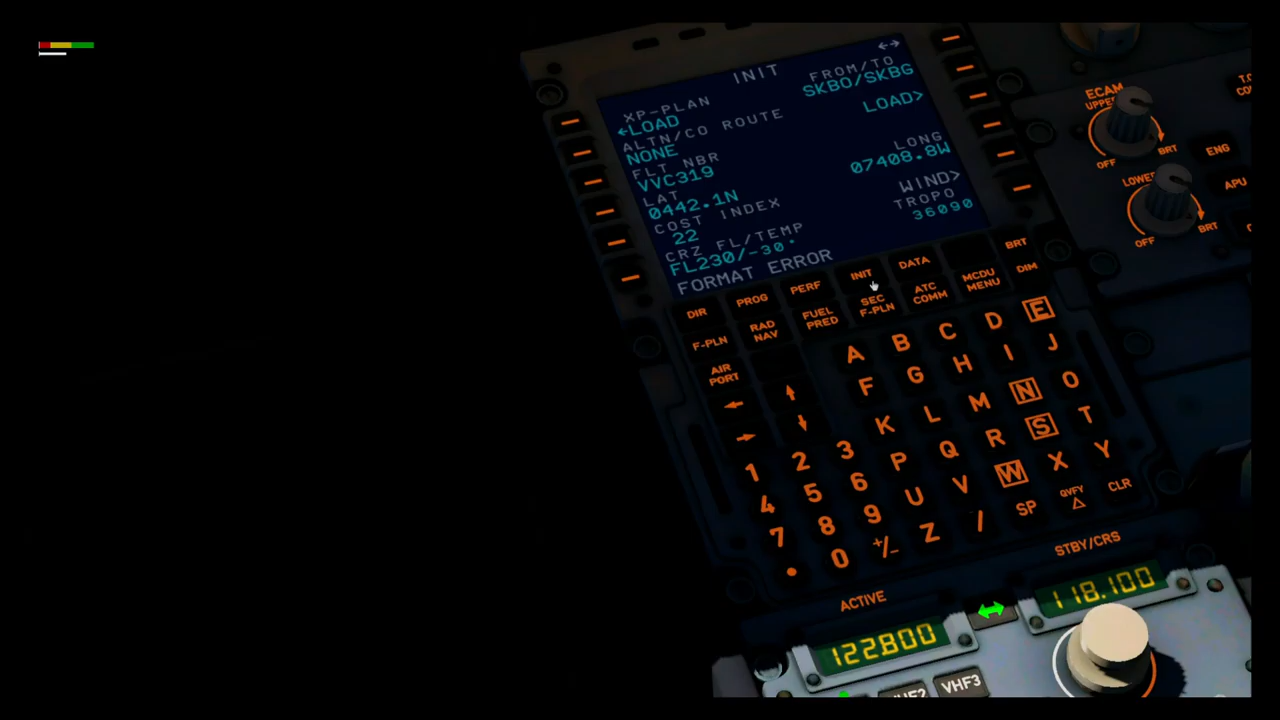 ↔
INIT
XP-PLAN FROM/TO
←LOAD SKBO/SKBG
ALTN/CO ROUTE
NONE LOAD>
FLT NBR
VVC319
LAT LONG
0442.1N 07408.8W
COST INDEX
22 WIND>
CRZ FL/TEMP TROPO
FL230/-30° 36090
FORMAT ERROR
DIR PROG PERF INIT DATA BRT
F-PLN RAD NAV FUEL PRED SEC F-PLN ATC COMM MCDU MENU DIM
AIR PORT
← ↑
→ ↓
A B C D E
F G H I J
K L M N O
P Q R S T
U V W X Y
Z / SP OVFY △ CLR
1 2 3
4 5 6
7 8 9
. 0 +/-
ECAM
UPPER
OFF BRT
LOWER
OFF BRT
ENG
APU
ACTIVE STBY/CRS
122.800 118.100
VHF2 VHF3